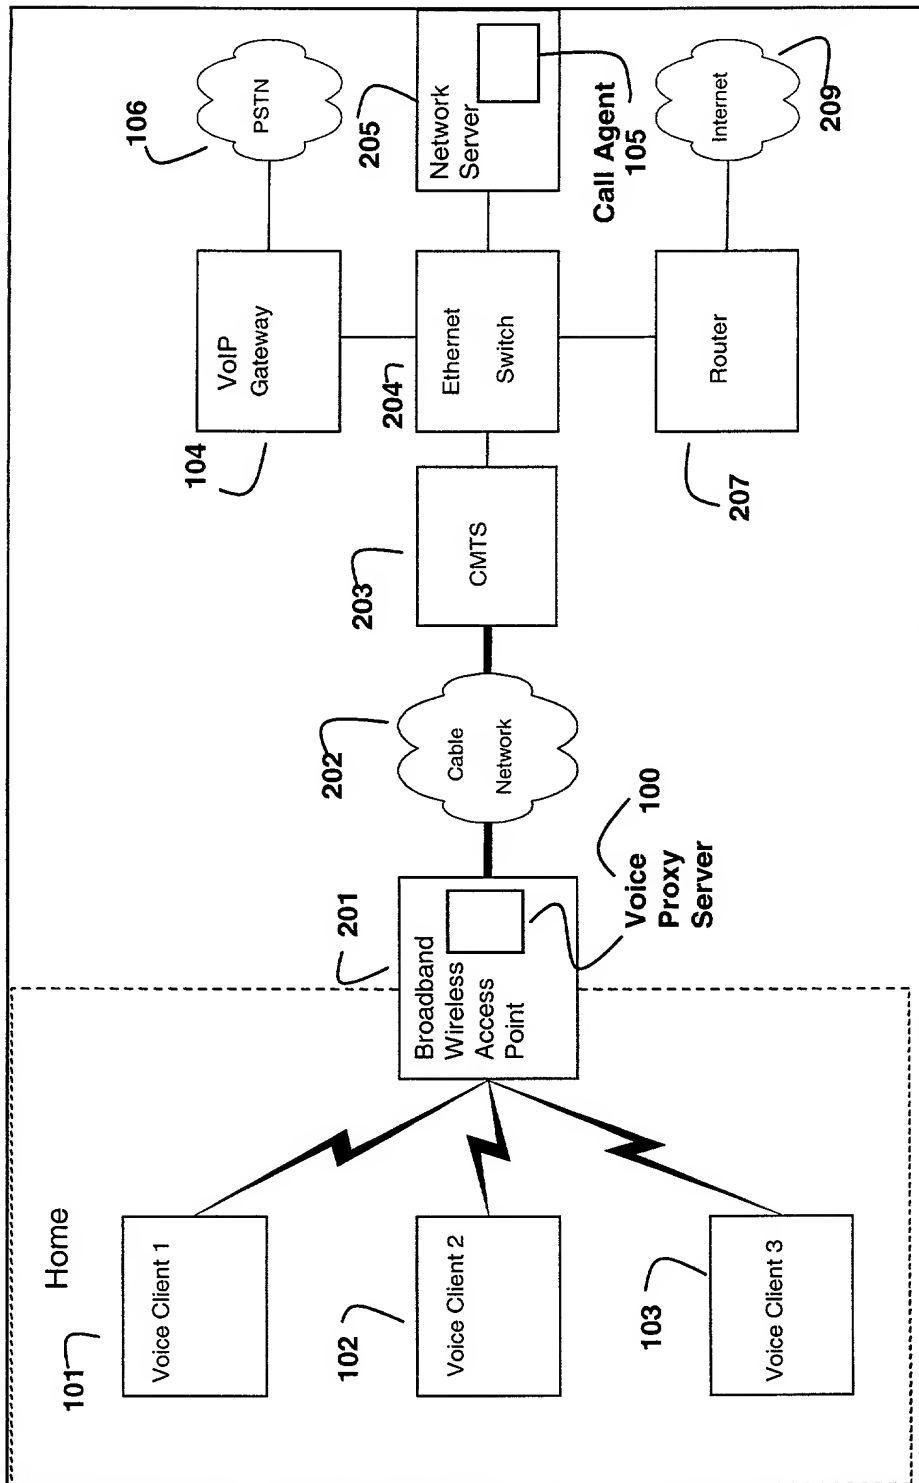 Home
101
Voice Client 1
102
Voice Client 2
103
Voice Client 3
201
Broadband
Wireless
Access
Point
100
Voice
Proxy
Server
202
Cable
Network
203
CMTS
104
VoIP
Gateway
106
PSTN
204
Ethernet
Switch
205
Network
Server
Call Agent
105
207
Router
Internet
209